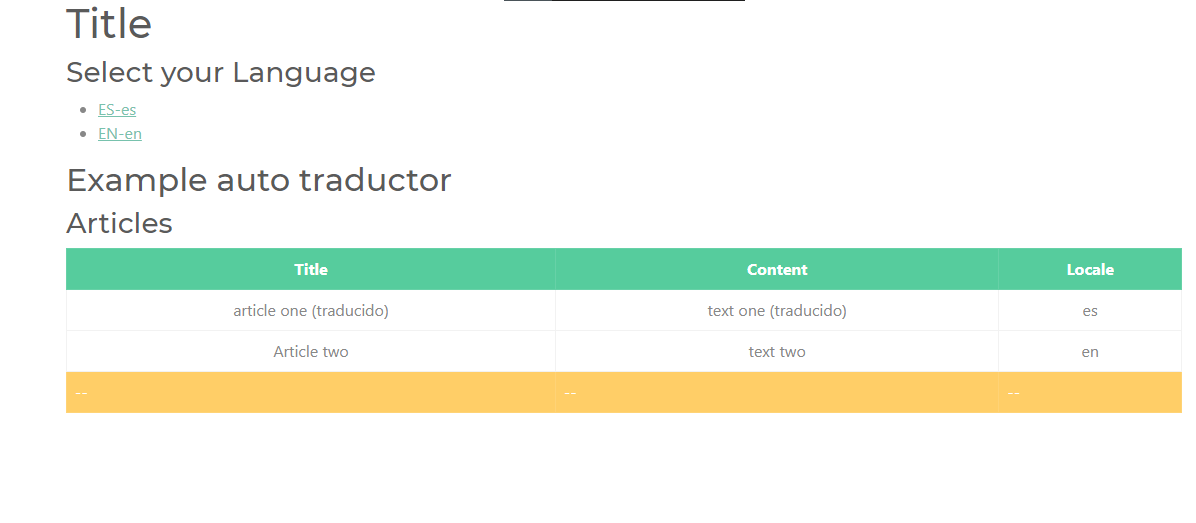 Title
Select your Language
ES-es
EN-en
Example auto traductor
Articles
Title Content Locale
article one (traducido) text one (traducido) es
Article two text two en
-- -- --